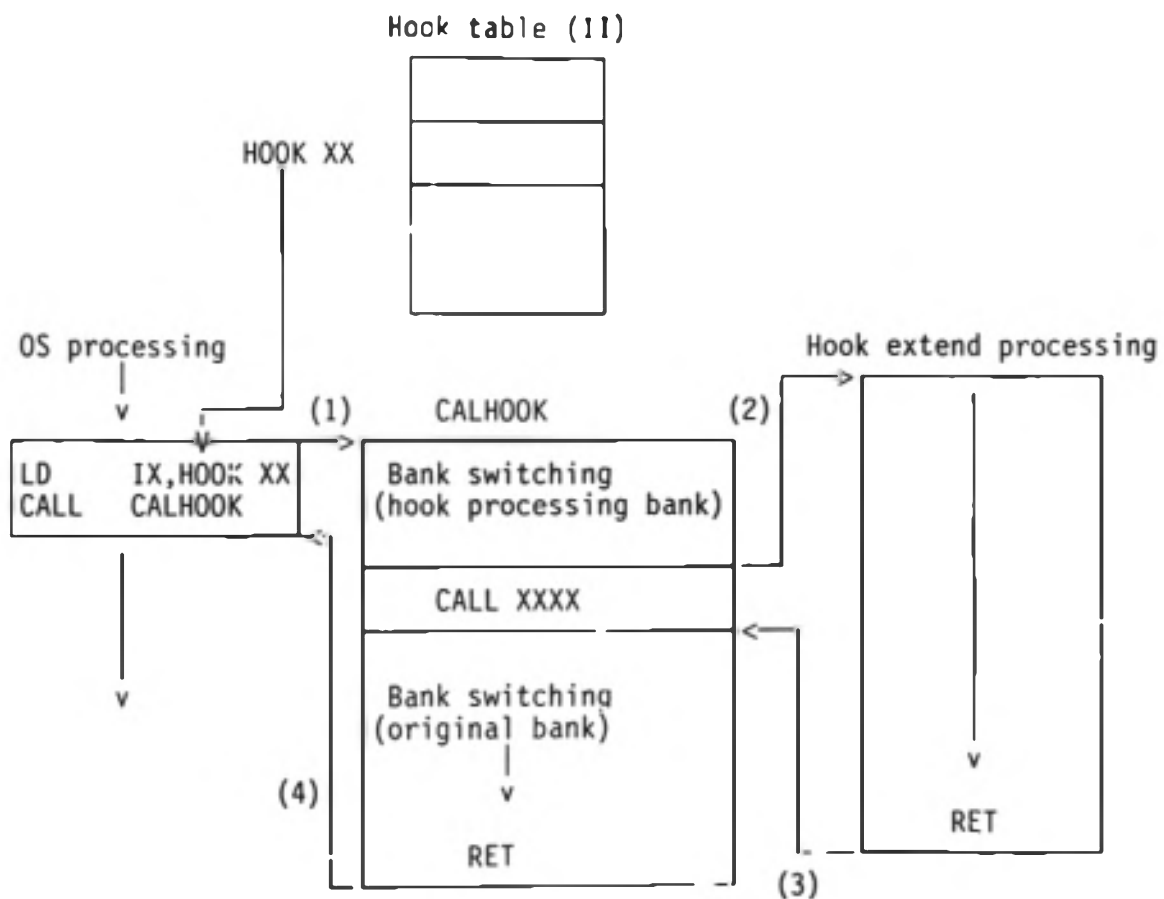 Hook table (II)
HOOK XX
OS processing
v
(1)
CALHOOK
(2)
Hook extend processing
LD IX,HOOK XX
CALL CALHOOK
Bank switching
(hook processing bank)
CALL XXXX
v
Bank switching
(original bank)
v
(4)
v
RET
RET
(3)